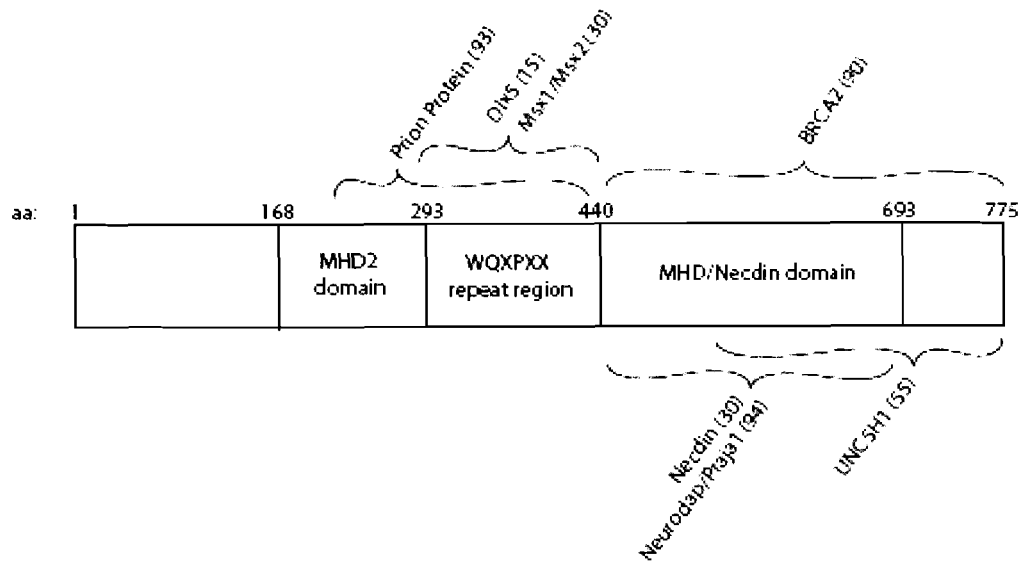 Prion Protein (93)
Dlx5 (15)
Msx1/Msx2 (30)
BRCA2 (90)
aa: 1 168 293 440 693 775
MHD2
domain
WQXPXX
repeat region
MHD/Necdin domain
Necdin (30)
Neurodap/Praja1 (94)
UNC5H1 (55)